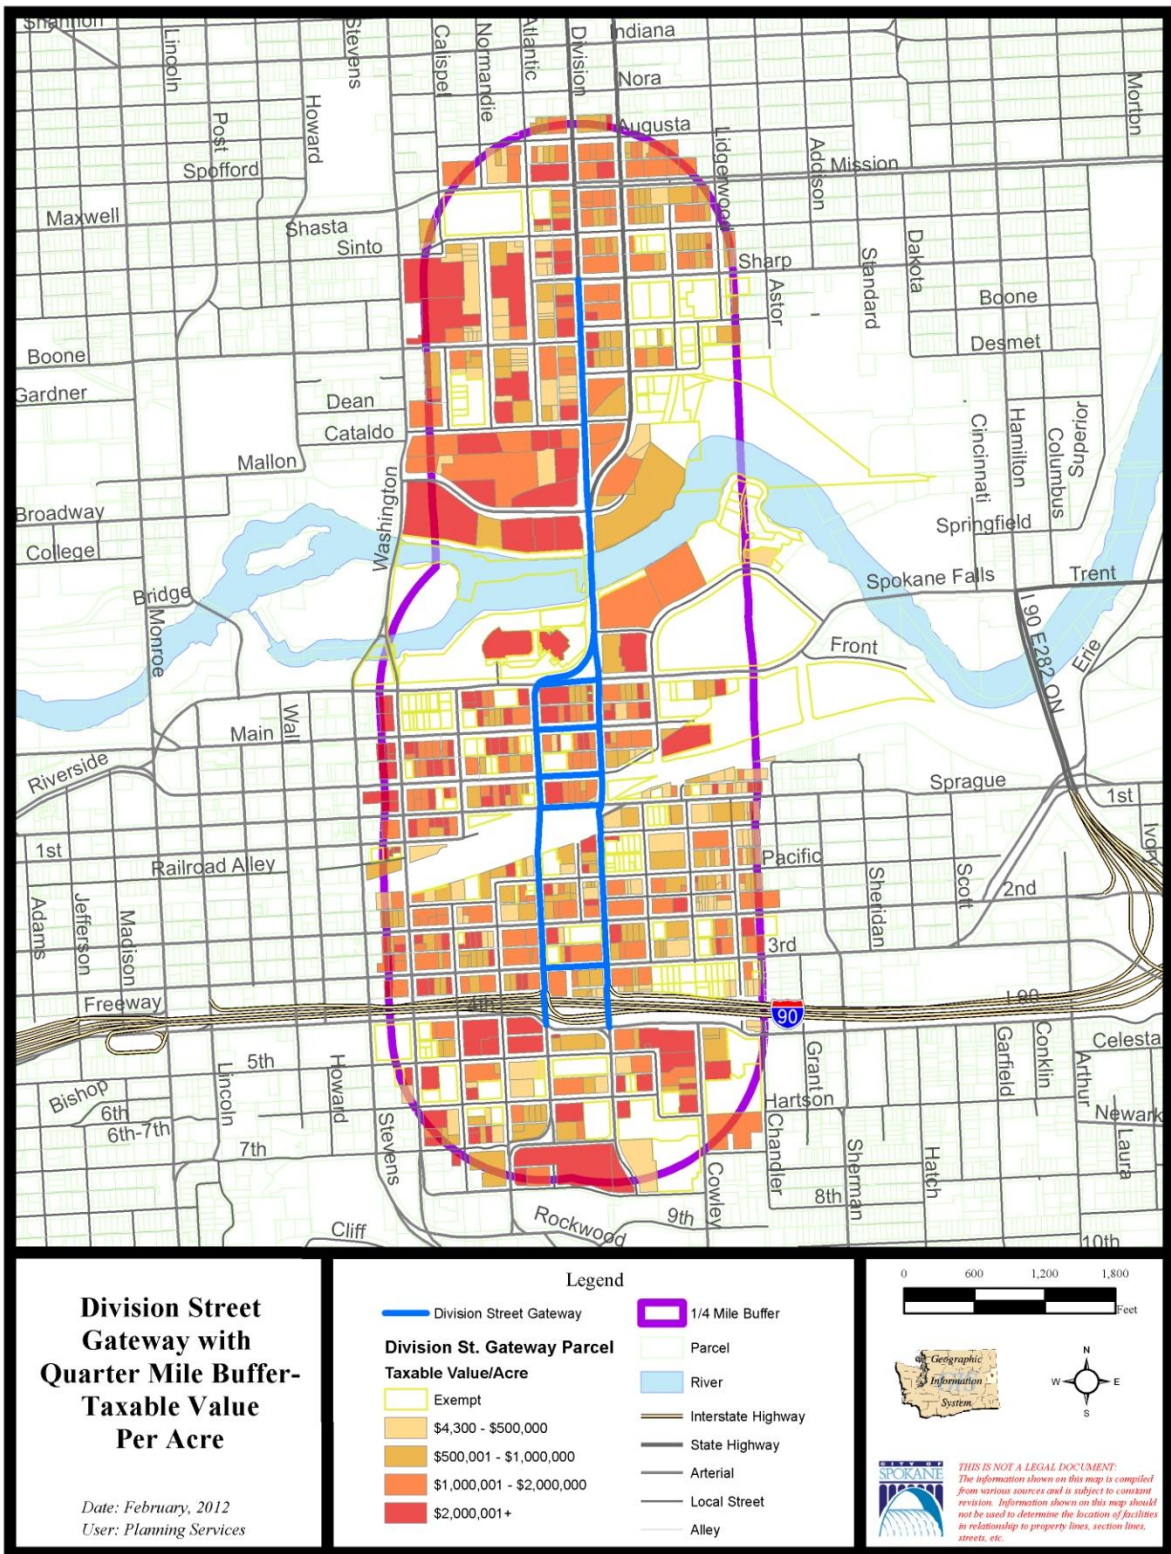 Shannon
Lincoln
Stevens
Calispel
Normandie
Atlantic
Division
Indiana
Nora
Morton
Howard
Post
Augusta
Lidgerwood
Addison
Mission
Spofford
Maxwell
Shasta
Sinto
Sharp
Astor
Standard
Dakota
Boone
Desmet
Boone
Gardner
Dean
Cataldo
Mallon
Washington
Cincinnati
Hamilton
Columbus
Superior
Broadway
College
Springfield
Bridge
Monroe
Spokane Falls
Trent
I 90 E282 ON
Erie
Front
Main
Wall
Riverside
Sprague
1st
Ivory
1st
Railroad Alley
Pacific
Sheridan
Scott
2nd
Adams
Jefferson
Madison
3rd
Freeway
4th
I 90
90
Celesta
5th
Bishop
6th
6th-7th
7th
Lincoln
Howard
Stevens
Grant
Hartson
Garfield
Conklin
Arthur
Newark
Laura
Chandler
Sherman
Hatch
Cowley
8th
9th
Rockwood
Cliff
10th
Division Street
Gateway with
Quarter Mile Buffer-
Taxable Value
Per Acre
Date: February, 2012
User: Planning Services
Legend
Division Street Gateway
Division St. Gateway Parcel
Taxable Value/Acre
Exempt
$4,300 - $500,000
$500,001 - $1,000,000
$1,000,001 - $2,000,000
$2,000,001+
1/4 Mile Buffer
Parcel
River
Interstate Highway
State Highway
Arterial
Local Street
Alley
0 600 1,200 1,800
Feet
Geographic
Information
System
N
W E
S
CITY OF
SPOKANE
THIS IS NOT A LEGAL DOCUMENT:
The information shown on this map is compiled
from various sources and is subject to constant
revision. Information shown on this map should
not be used to determine the location of facilities
in relationship to property lines, section lines,
streets, etc.